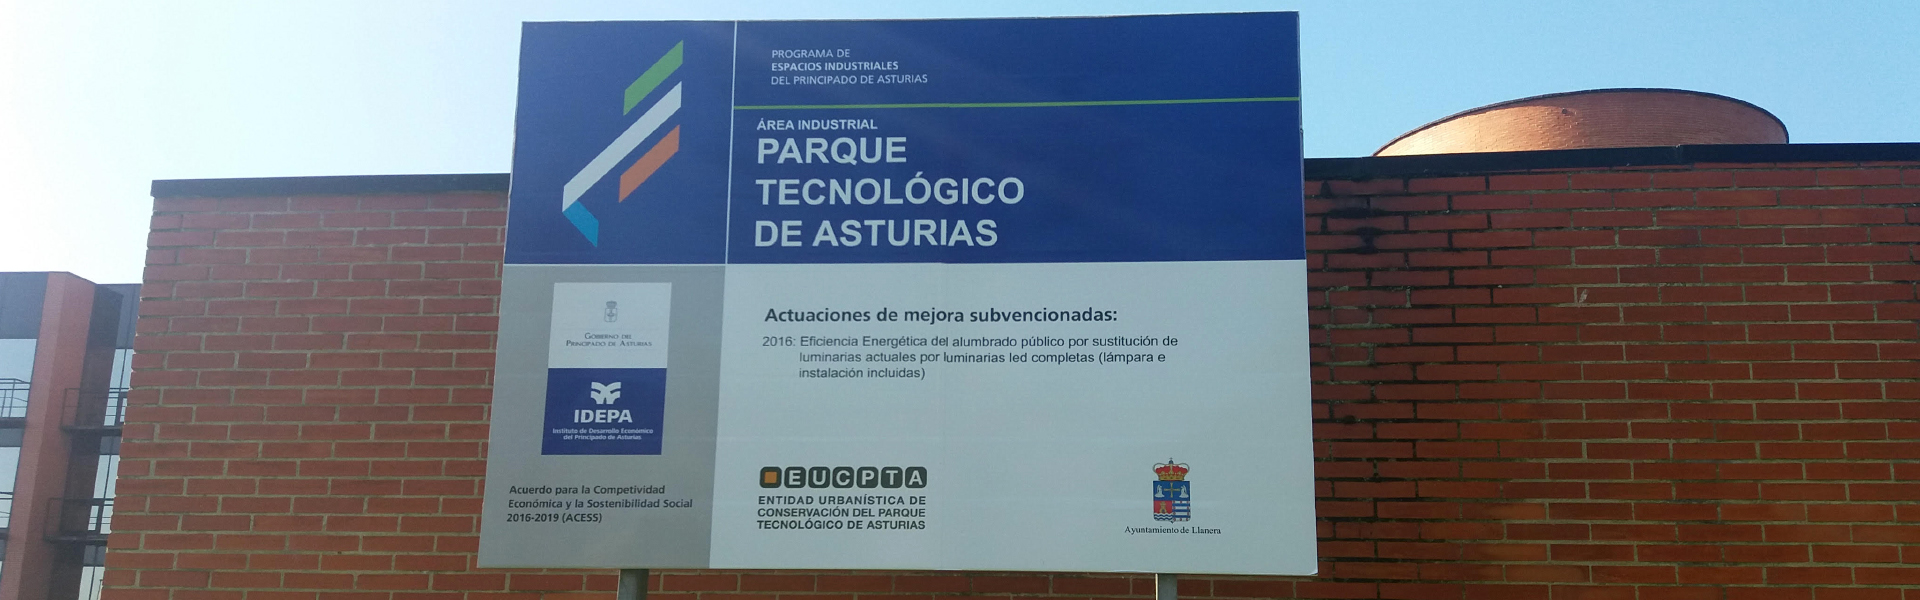 PROGRAMA DE
ESPACIOS INDUSTRIALES
DEL PRINCIPADO DE ASTURIAS
ÁREA INDUSTRIAL
PARQUE
TECNOLÓGICO
DE ASTURIAS
GOBIERNO DEL
PRINCIPADO DE ASTURIAS
IDEPA
Instituto de Desarrollo Económico
del Principado de Asturias
Acuerdo para la Competividad
Económica y la Sostenibilidad Social
2016-2019 (ACESS)
Actuaciones de mejora subvencionadas:
2016: Eficiencia Energética del alumbrado público por sustitución de
luminarias actuales por luminarias led completas (lámpara e
instalación incluidas)
EUCPTA
ENTIDAD URBANÍSTICA DE
CONSERVACIÓN DEL PARQUE
TECNOLÓGICO DE ASTURIAS
Ayuntamiento de Llanera